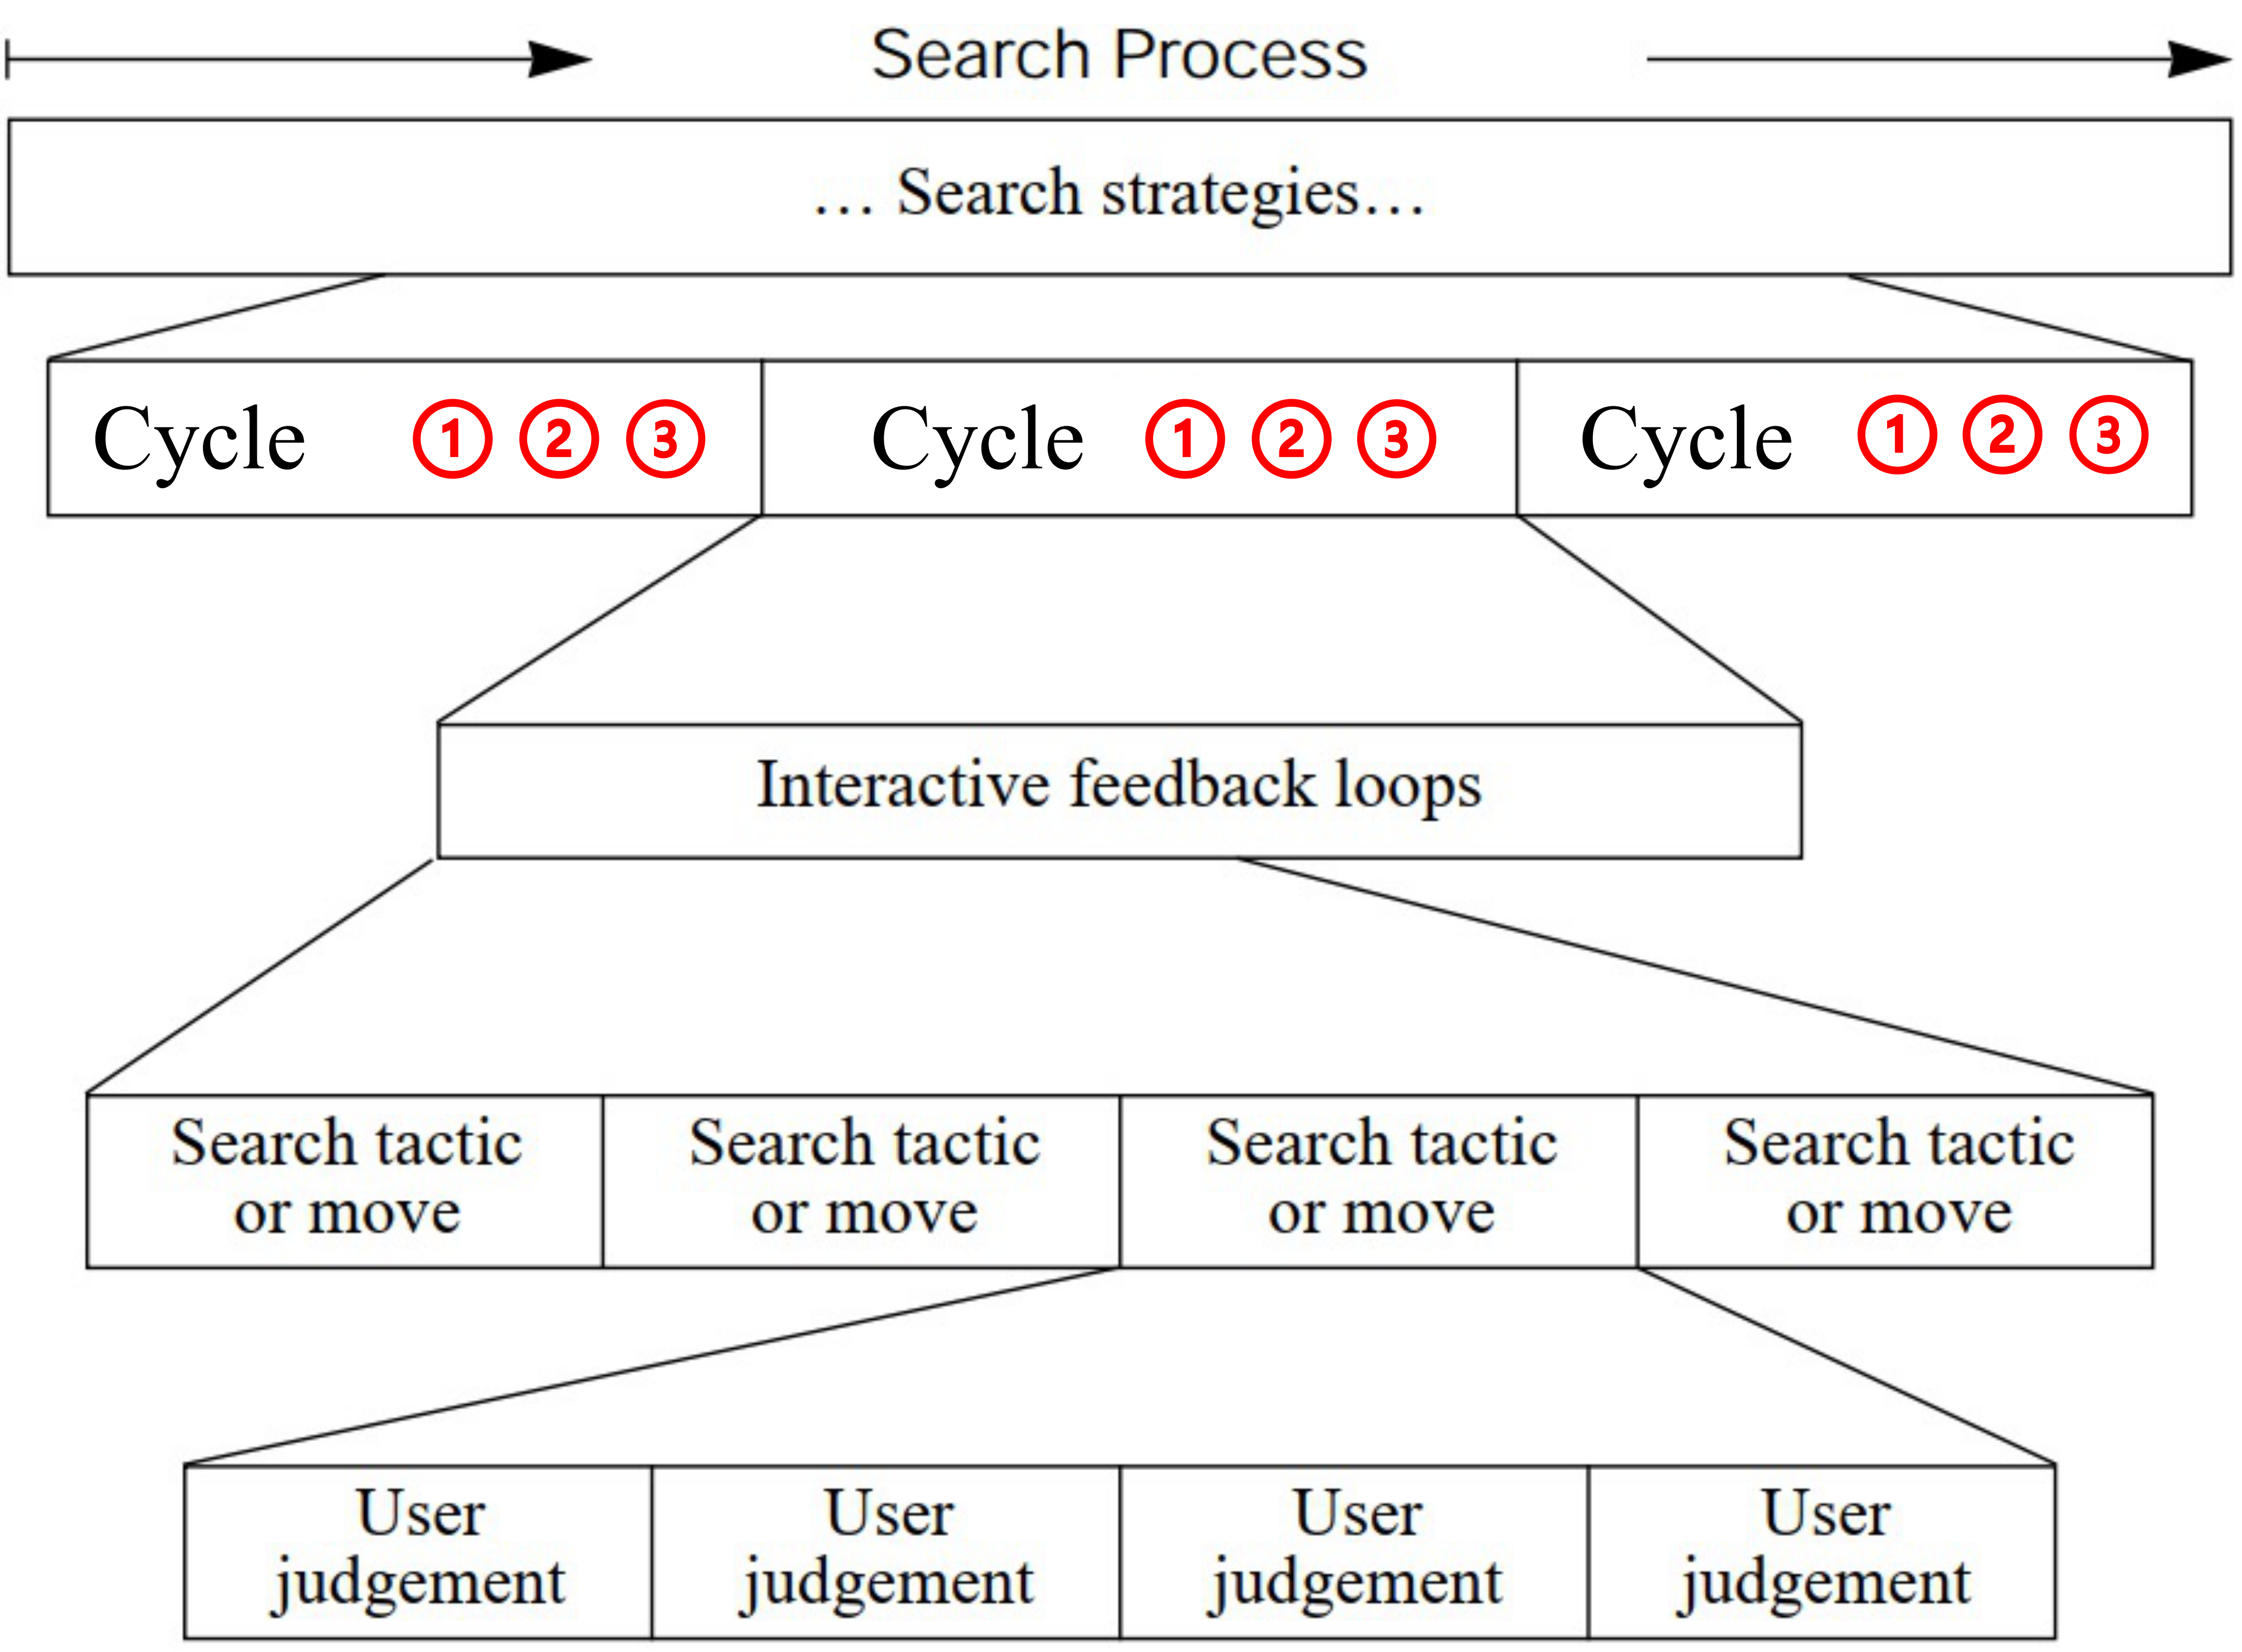 Search Process
… Search strategies…
Cycle ① ② ③ Cycle ① ② ③ Cycle ① ② ③
Interactive feedback loops
Search tactic
or move
Search tactic
or move
Search tactic
or move
Search tactic
or move
User
judgement
User
judgement
User
judgement
User
judgement